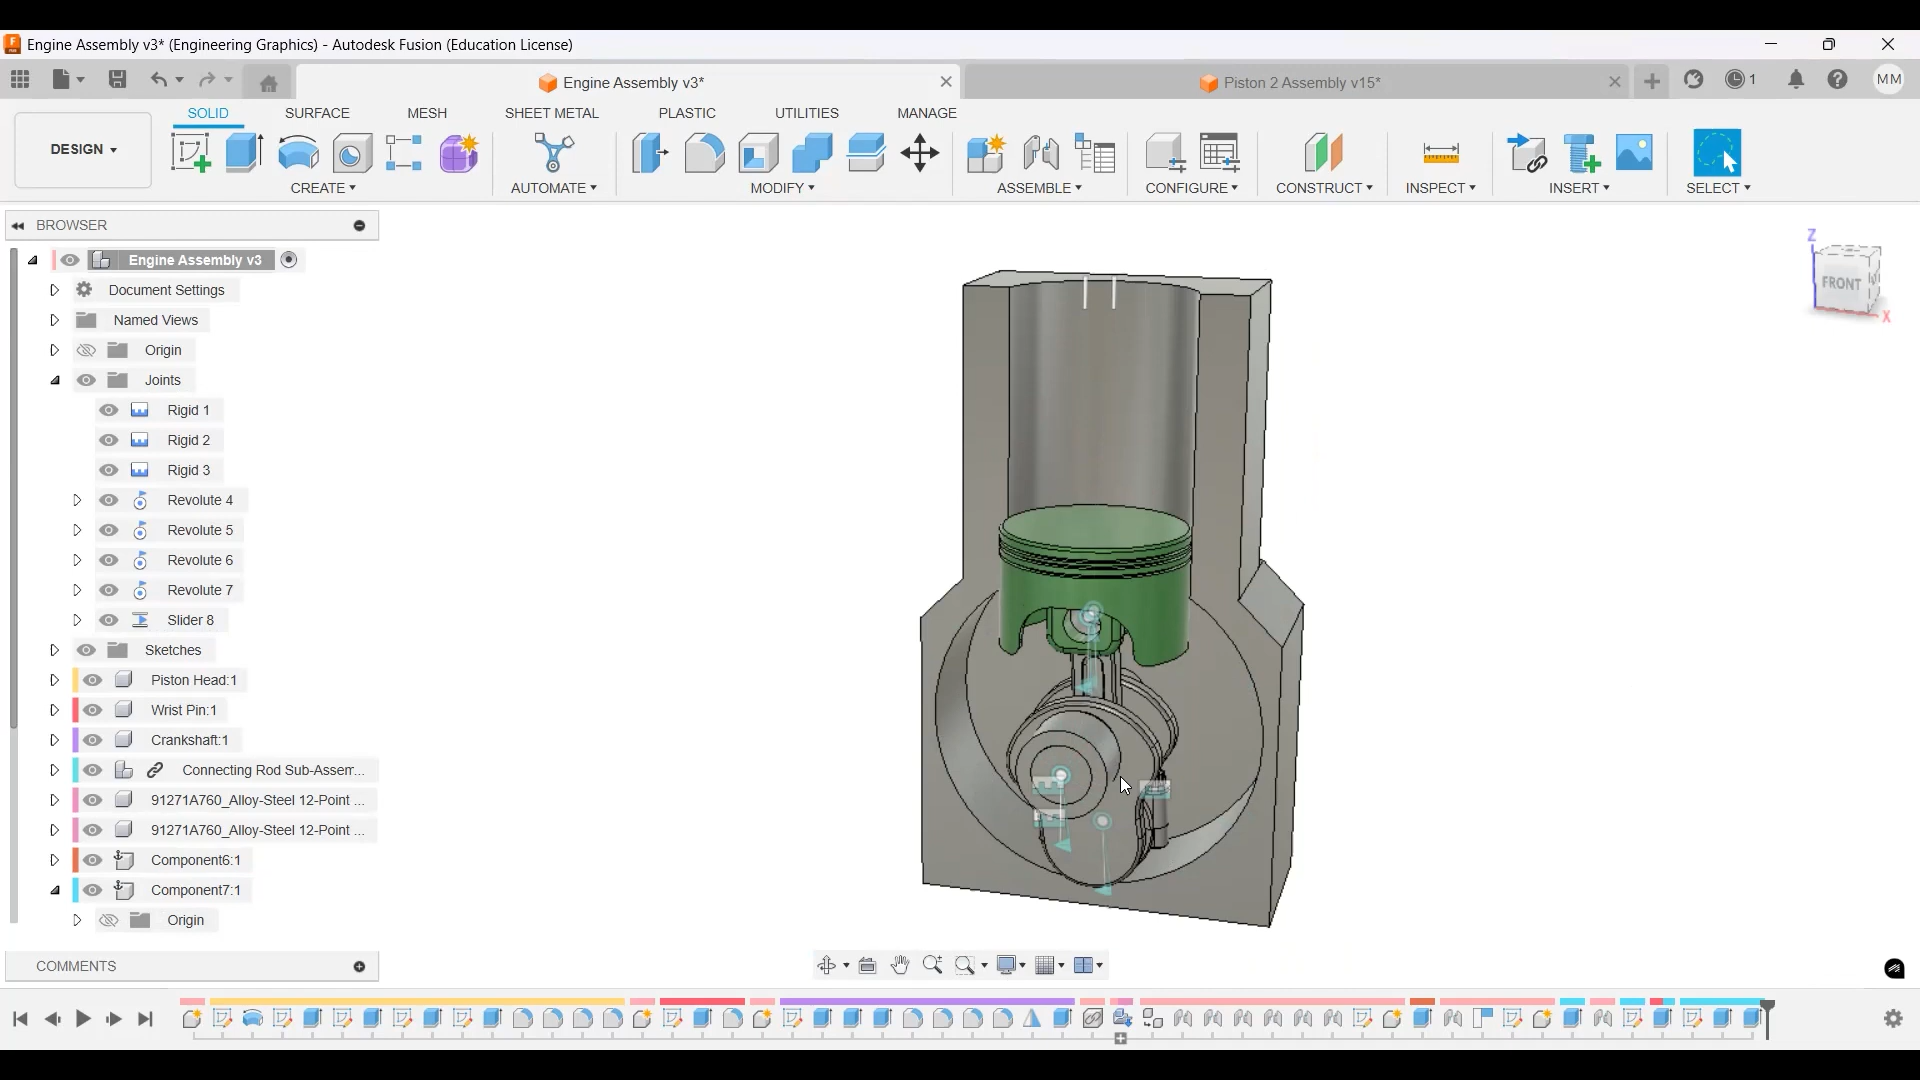 Engine Assembly v3* (Engineering Graphics) - Autodesk Fusion (Education License)
Engine Assembly v3*
Piston 2 Assembly v15*
1
MM
SOLID
SURFACE
MESH
SHEET METAL
PLASTIC
UTILITIES
MANAGE
DESIGN
CREATE
AUTOMATE
MODIFY
ASSEMBLE
CONFIGURE
CONSTRUCT
INSPECT
INSERT
SELECT
BROWSER
Engine Assembly v3
Document Settings
Named Views
Origin
Joints
Rigid 1
Rigid 2
Rigid 3
Revolute 4
Revolute 5
Revolute 6
Revolute 7
Slider 8
Sketches
Piston Head:1
Wrist Pin:1
Crankshaft:1
Connecting Rod Sub-Assem...
91271A760_Alloy-Steel 12-Point ...
91271A760_Alloy-Steel 12-Point ...
Component6:1
Component7:1
Origin
COMMENTS
Z
FRONT
X